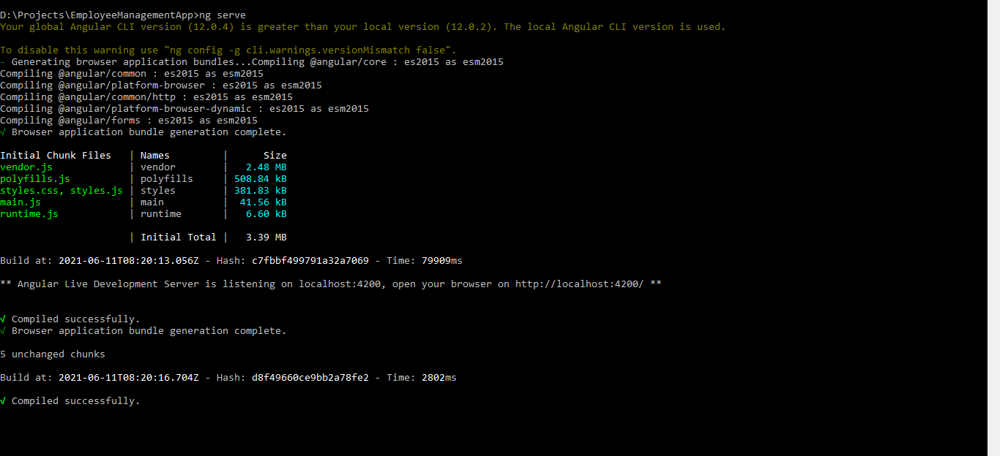 D:\Projects\EmployeeManagementApp>ng serve
Your global Angular CLI version (12.0.4) is greater than your local version (12.0.2). The local Angular CLI version is used.
To disable this warning use "ng config -g cli.warnings.versionMismatch false".
- Generating browser application bundles...Compiling @angular/core : es2015 as esm2015
Compiling @angular/common : es2015 as esm2015
Compiling @angular/platform-browser : es2015 as esm2015
Compiling @angular/common/http : es2015 as esm2015
Compiling @angular/platform-browser-dynamic : es2015 as esm2015
Compiling @angular/forms : es2015 as esm2015
√ Browser application bundle generation complete.
Initial Chunk Files   | Names         |      Size
vendor.js             | vendor        |   2.48 MB
polyfills.js          | polyfills     | 508.84 kB
styles.css, styles.js | styles        | 381.83 kB
main.js               | main          |  41.56 kB
runtime.js            | runtime       |   6.60 kB
                      | Initial Total |   3.39 MB
Build at: 2021-06-11T08:20:13.056Z - Hash: c7fbbf499791a32a7069 - Time: 79909ms
** Angular Live Development Server is listening on localhost:4200, open your browser on http://localhost:4200/ **
√ Compiled successfully.
√ Browser application bundle generation complete.
5 unchanged chunks
Build at: 2021-06-11T08:20:16.704Z - Hash: d8f49660ce9bb2a78fe2 - Time: 2802ms
√ Compiled successfully.